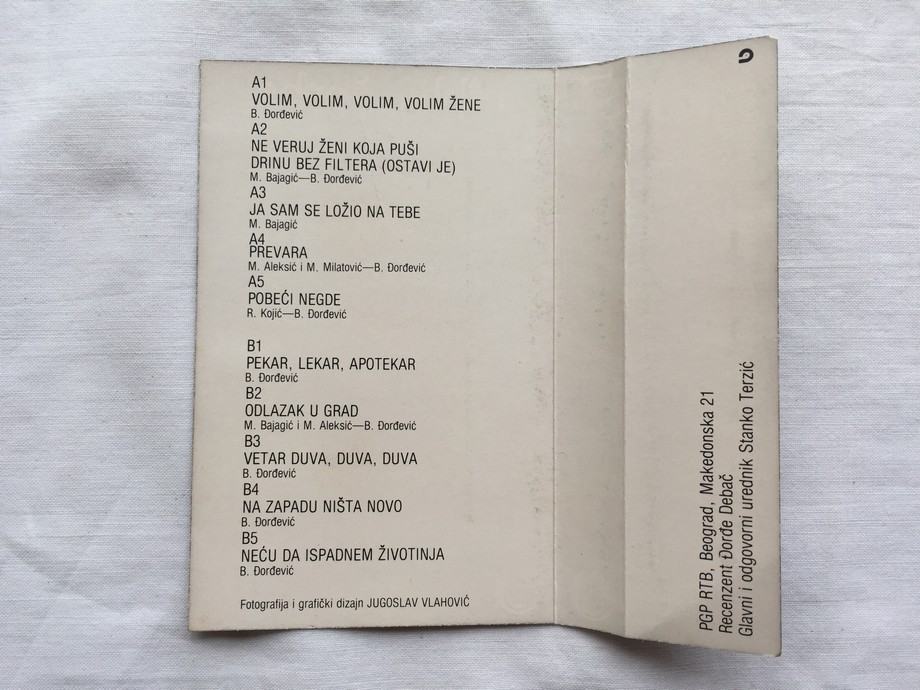 A1
VOLIM, VOLIM, VOLIM, VOLIM ŽENE
B. Đorđević
A2
NE VERUJ ŽENI KOJA PUŠI
DRINU BEZ FILTERA (OSTAVI JE)
M. Bajagić—B. Đorđević
A3
JA SAM SE LOŽIO NA TEBE
M. Bajagić
A4
PREVARA
M. Aleksić i M. Milatović—B. Đorđević
A5
POBEĆI NEGDE
R. Kojić—B. Đorđević
B1
PEKAR, LEKAR, APOTEKAR
B. Đorđević
B2
ODLAZAK U GRAD
M. Bajagić i M. Aleksić—B. Đorđević
B3
VETAR DUVA, DUVA, DUVA
B. Đorđević
B4
NA ZAPADU NIŠTA NOVO
B. Đorđević
B5
NEĆU DA ISPADNEM ŽIVOTINJA
B. Đorđević
Fotografija i grafički dizajn JUGOSLAV VLAHOVIĆ
PGP RTB, Beograd, Makedonska 21
Recenzent Đorđe Debač
Glavni i odgovorni urednik Stanko Terzić